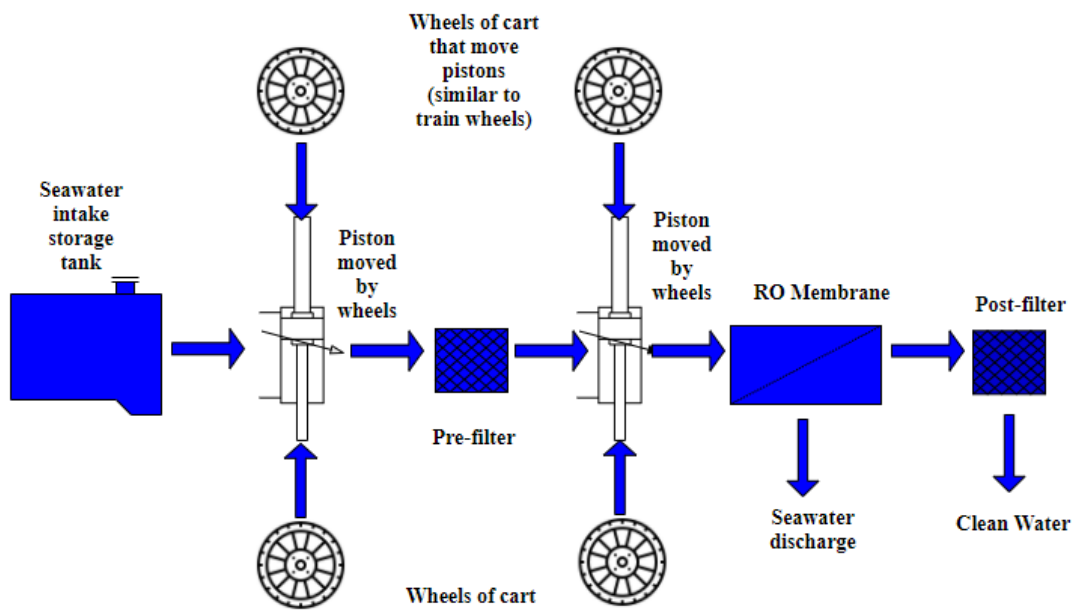 Wheels of cart
that move
pistons
(similar to
train wheels)
Seawater
intake
storage
tank
Piston
moved
by
wheels
Piston
moved
by
wheels
RO Membrane
Post-filter
Pre-filter
Seawater
discharge
Clean Water
Wheels of cart